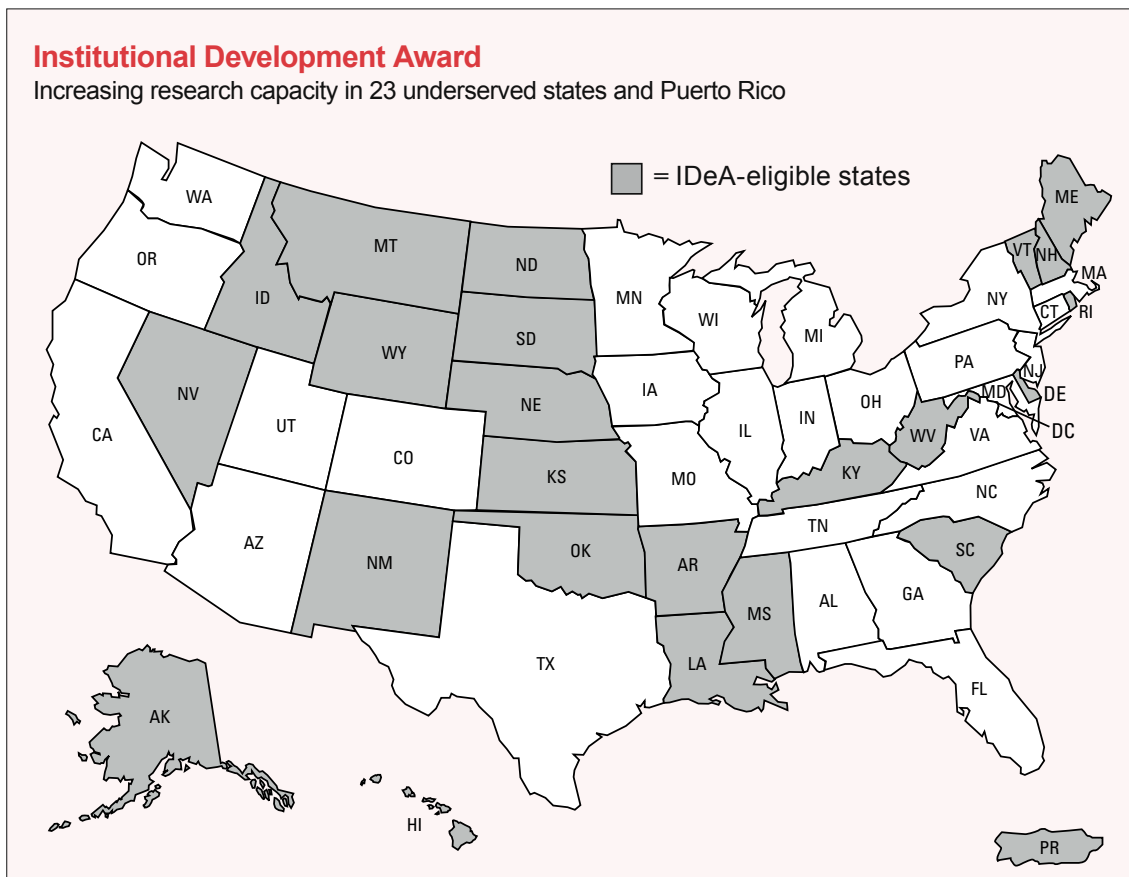 Institutional Development Award
Increasing research capacity in 23 underserved states and Puerto Rico
= IDeA-eligible states
WA
OR
CA
NV
ID
MT
WY
UT
AZ
CO
NM
ND
SD
NE
KS
OK
TX
MN
IA
MO
AR
LA
WI
IL
MI
IN
OH
KY
TN
MS
AL
GA
FL
SC
NC
VA
WV
DC
MD
DE
NJ
PA
NY
CT
RI
MA
VT
NH
ME
AK
HI
PR